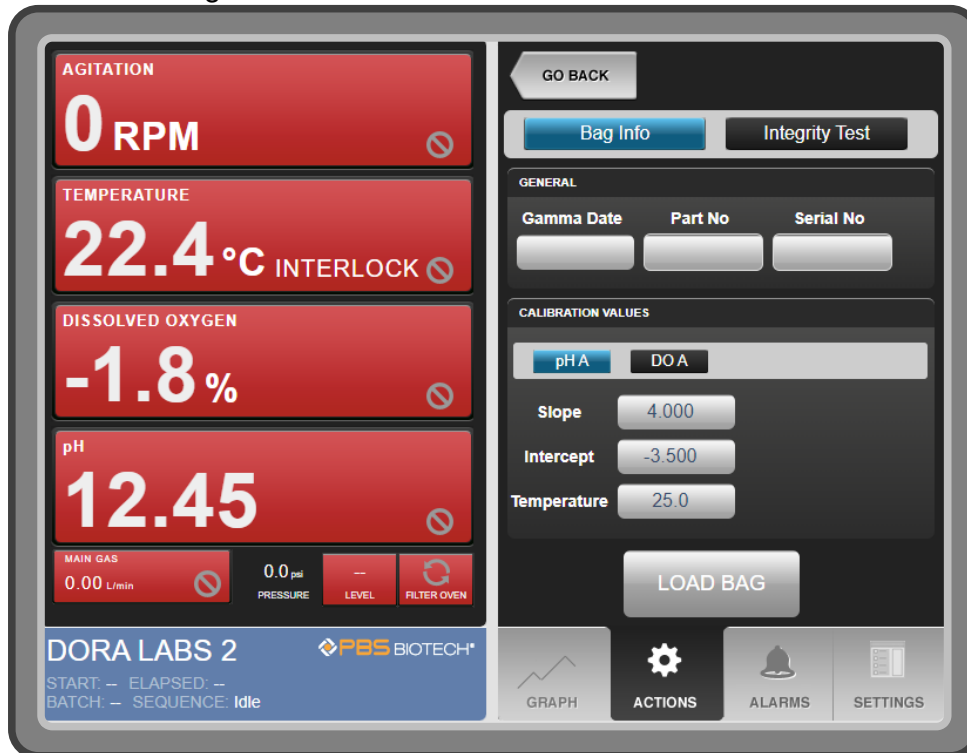 AGITATION
0 RPM
TEMPERATURE
22.4 °C INTERLOCK
DISSOLVED OXYGEN
-1.8 %
pH
12.45
MAIN GAS
0.00 L/min
0.0 psi
PRESSURE
--
LEVEL
FILTER OVEN
DORA LABS 2
PBS BIOTECH®
START: -- ELAPSED: --
BATCH: -- SEQUENCE: Idle
GO BACK
Bag Info Integrity Test
GENERAL
Gamma Date Part No Serial No
CALIBRATION VALUES
pH A DO A
Slope 4.000
Intercept -3.500
Temperature 25.0
LOAD BAG
GRAPH ACTIONS ALARMS SETTINGS